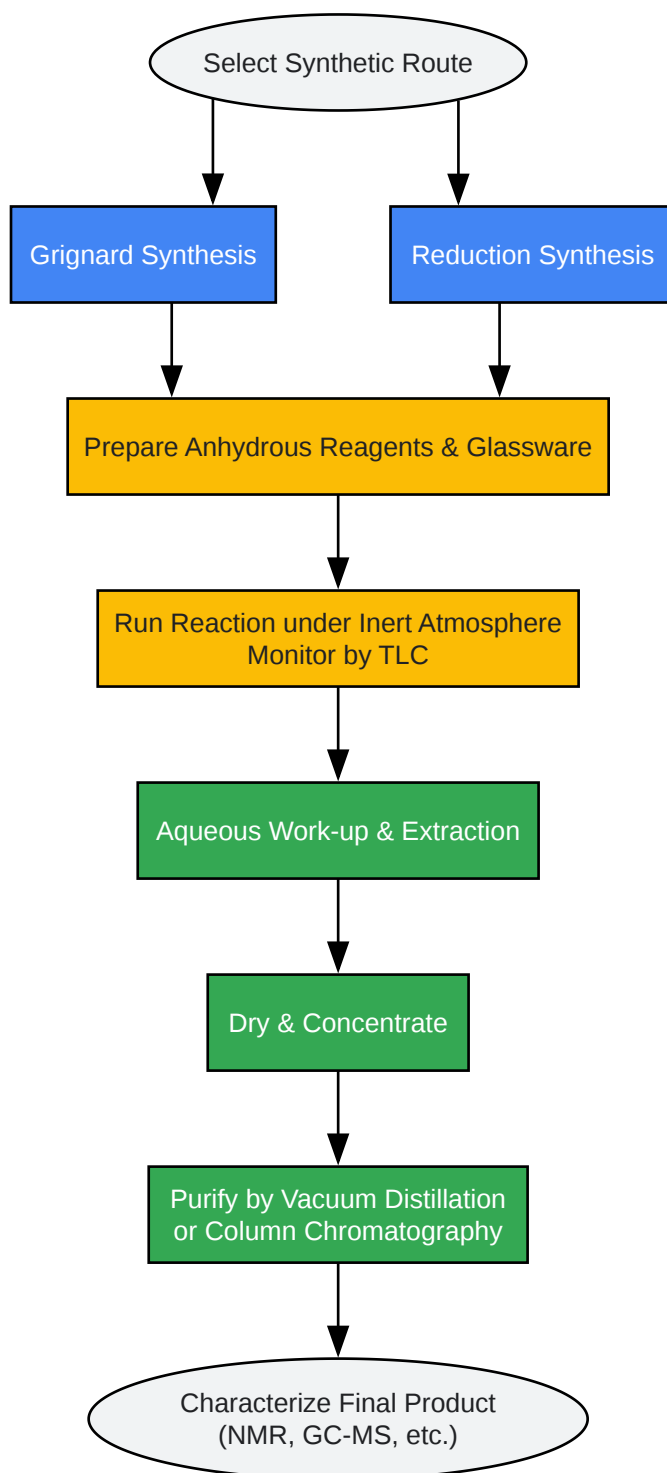 Select Synthetic Route
Grignard Synthesis
Reduction Synthesis
Prepare Anhydrous Reagents & Glassware
Run Reaction under Inert Atmosphere
Monitor by TLC
Aqueous Work-up & Extraction
Dry & Concentrate
Purify by Vacuum Distillation
or Column Chromatography
Characterize Final Product
(NMR, GC-MS, etc.)